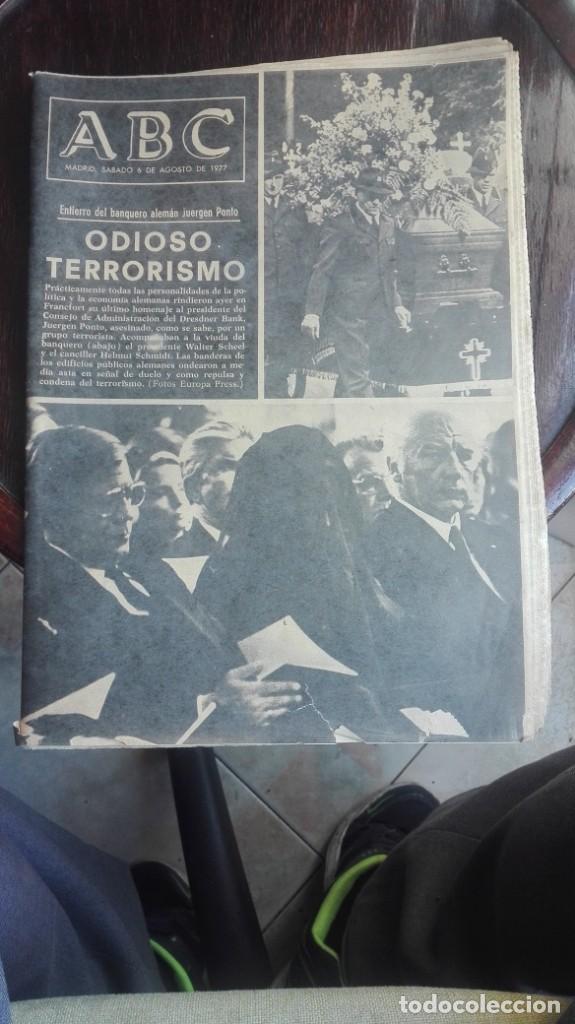 ABC
MADRID, SABADO 6 DE AGOSTO DE 1977
Entierro del banquero alemán Juergen Ponto
ODIOSO
TERRORISMO
Prácticamente todas las personalidades de la po-
lítica y la economía alemanas rindieron ayer en
Francfort su último homenaje al presidente del
Consejo de Administración del Dresdner Bank,
Juergen Ponto, asesinado, como se sabe, por un
grupo terrorista. Acompañaban a la viuda del
banquero (abajo) el presidente Walter Scheel
y el canciller Helmut Schmidt. Las banderas de
los edificios públicos alemanes ondearon a me-
dia asta en señal de duelo y como repulsa y
condena del terrorismo. (Fotos Europa Press.)
todocoleccion